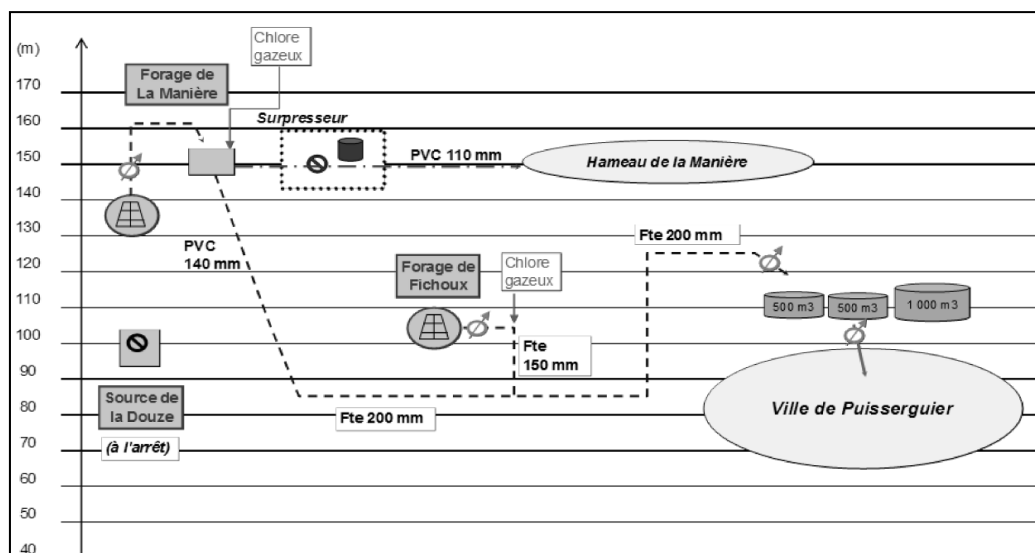 (m)
170
160
150
140
130
120
110
100
90
80
70
60
50
40
Chlore
gazeux
Forage de
La Manière
Surpresseur
PVC 110 mm
Hameau de la Manière
PVC
140 mm
Fte 200 mm
Forage de
Fichoux
Chlore
gazeux
500 m3
500 m3
1 000 m3
Fte
150 mm
Source de
la Douze
(à l'arrêt)
Fte 200 mm
Ville de Puisserguier